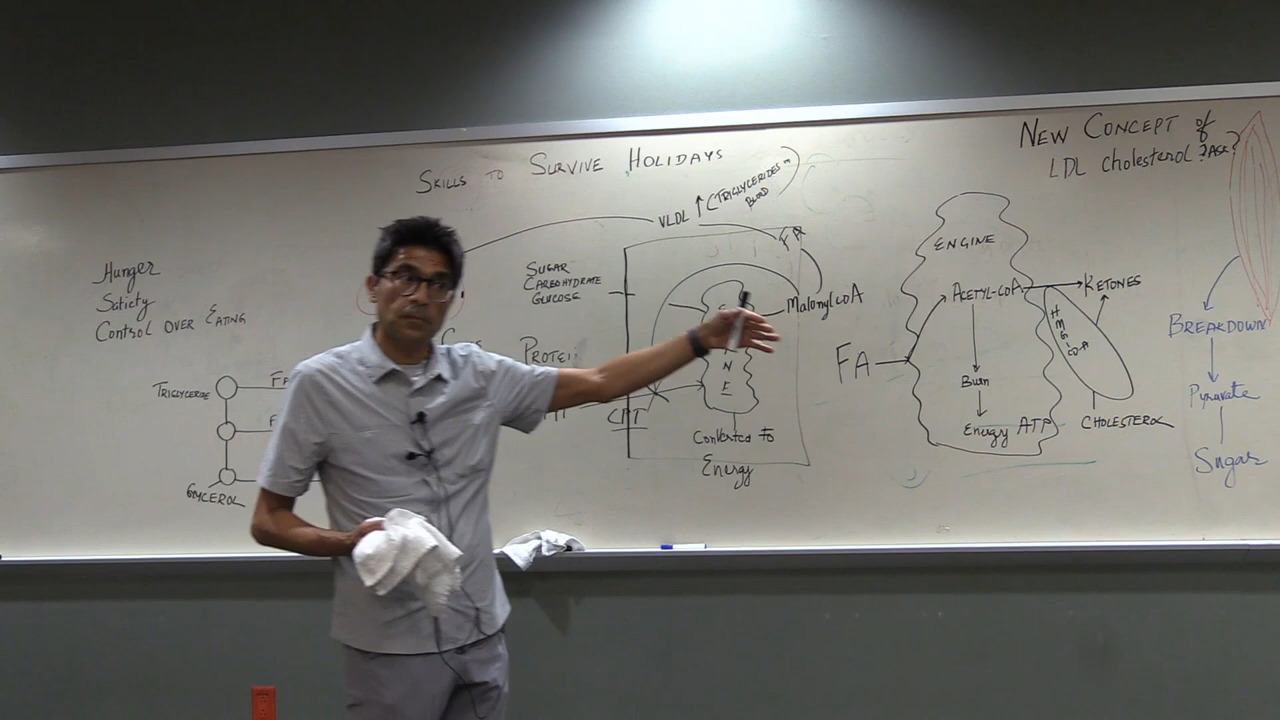 SKILLS TO SURVIVE HOLIDAYS
NEW CONCEPT of
LDL cholesterol ? ASK ?
VLDL ↑ (TRIGLYCERIDES in
BLOOD
FA
Hunger
Satiety
CONTROL OVER EATING
TRIGLYCERIDE
GLYCEROL
SUGAR
CARBOHYDRATE
GLUCOSE
CPT
Malonyl CoA
N
E
Converted To
Energy
FA
ENGINE
ACETYL-COA
Burn
Energy ATP
KETONES
HMG-CO-A
CHOLESTEROL
BREAKDOWN
Pyruvate
Sugar